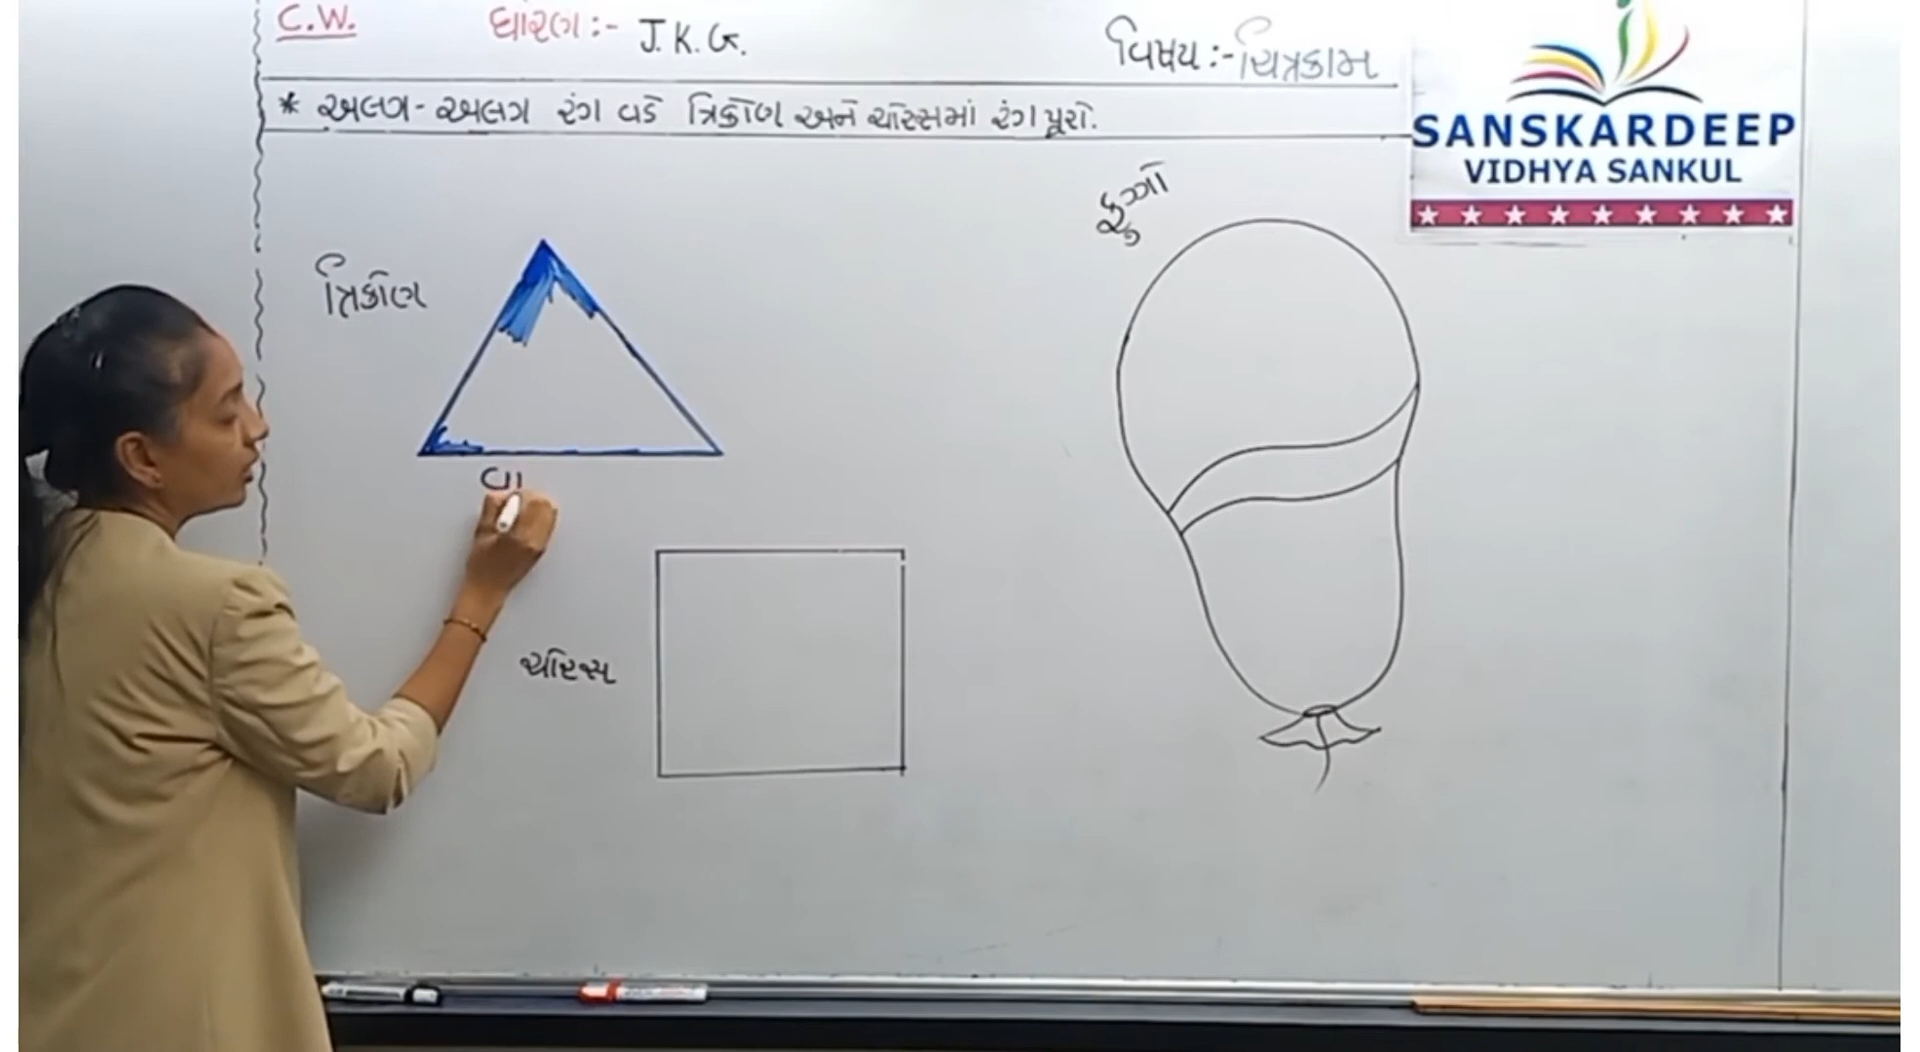 C.W.
ધોરણ :- J.K.G.
વિષય :- ચિત્રકામ
* અલગ - અલગ રંગ વડે ત્રિકોણ અને ચોરસમાં રંગ પૂરો.
SANSKARDEEP
VIDHYA SANKUL
ફુગ્ગો
ત્રિકોણ
વા
ચોરસ